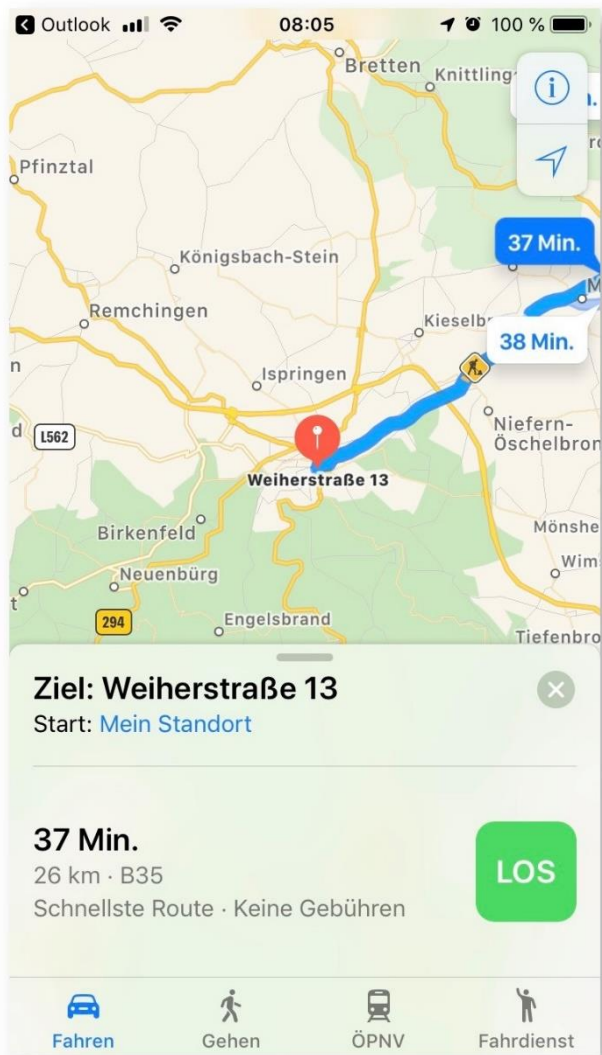 Outlook
08:05
100 %
Bretten
Knittling
Pfinztal
Königsbach-Stein
37 Min.
M
Remchingen
Kieselb
38 Min.
n
Ispringen
d
L562
Niefern-
Öschelbron
Weiherstraße 13
Birkenfeld
Mönshe
Neuenbürg
Wim
t
294
Engelsbrand
Tiefenbro
Ziel: Weiherstraße 13
Start: Mein Standort
37 Min.
26 km · B35
Schnellste Route · Keine Gebühren
LOS
Fahren
Gehen
ÖPNV
Fahrdienst